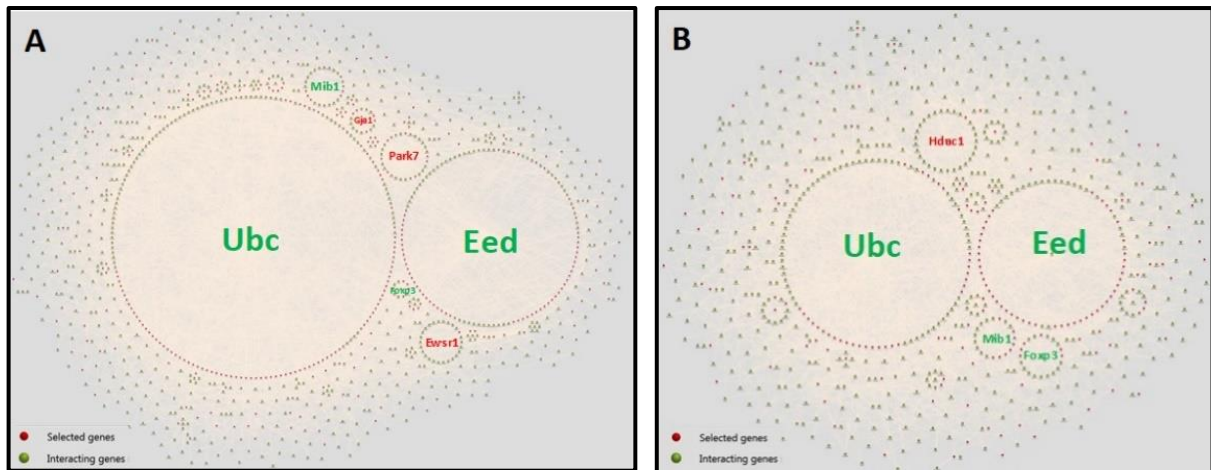 A
Mib1
Gja1
Park7
Ubc
Eed
Foxp3
Ewsr1
Selected genes
Interacting genes
B
Hdac1
Ubc
Eed
Mib1
Foxp3
Selected genes
Interacting genes